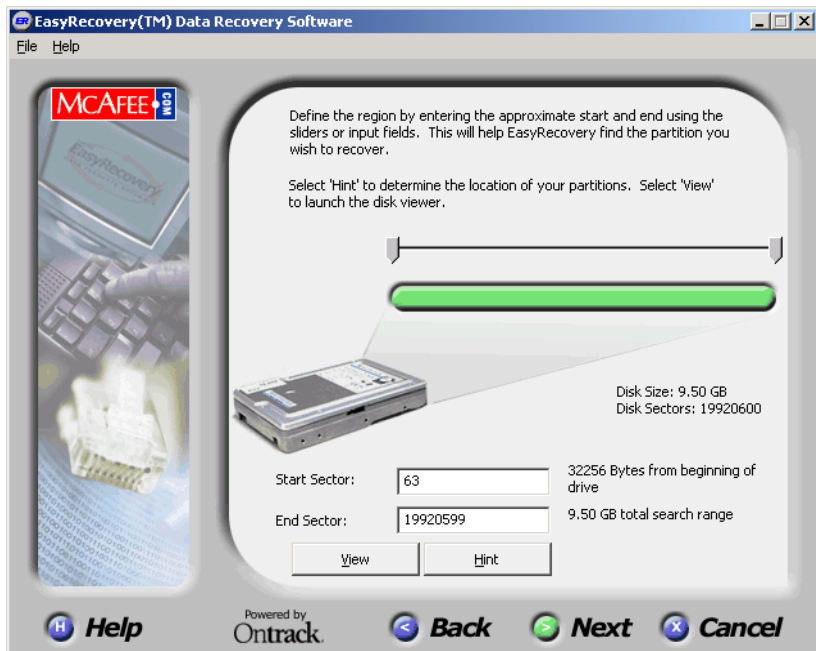 EasyRecovery(TM) Data Recovery Software
File Help
McAFEE.COM
EasyRecovery
Define the region by entering the approximate start and end using the
sliders or input fields. This will help EasyRecovery find the partition you
wish to recover.
Select 'Hint' to determine the location of your partitions. Select 'View'
to launch the disk viewer.
Disk Size: 9.50 GB
Disk Sectors: 19920600
Start Sector: 63 32256 Bytes from beginning of
drive
End Sector: 19920599 9.50 GB total search range
View Hint
Help
Powered by
Ontrack.
Back Next Cancel